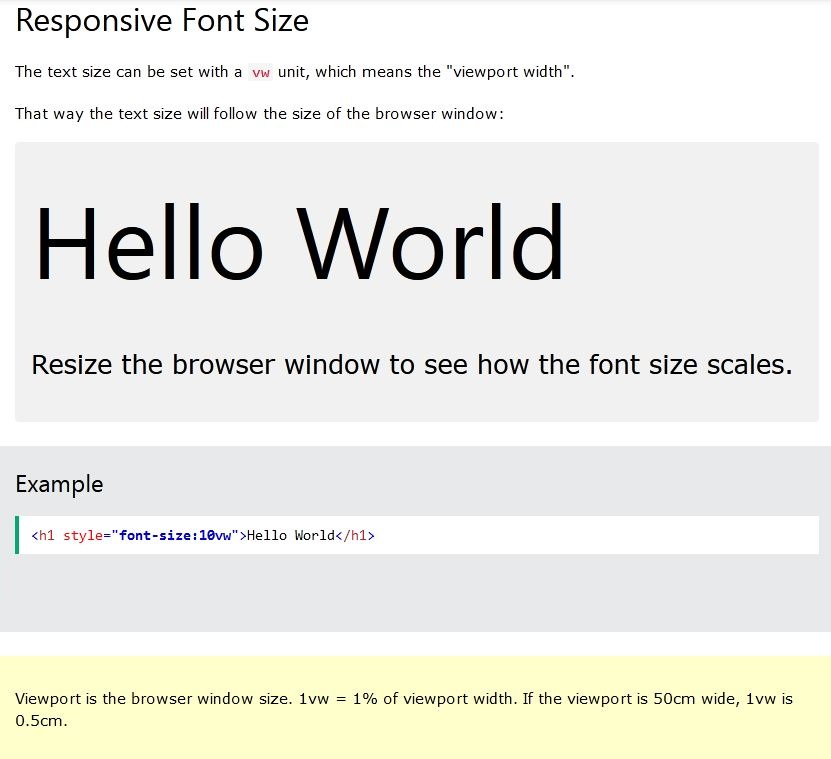 Responsive Font Size
The text size can be set with a vw unit, which means the "viewport width".
That way the text size will follow the size of the browser window:
Hello World
Resize the browser window to see how the font size scales.
Example
<h1 style="font-size:10vw">Hello World</h1>
Viewport is the browser window size. 1vw = 1% of viewport width. If the viewport is 50cm wide, 1vw is
0.5cm.